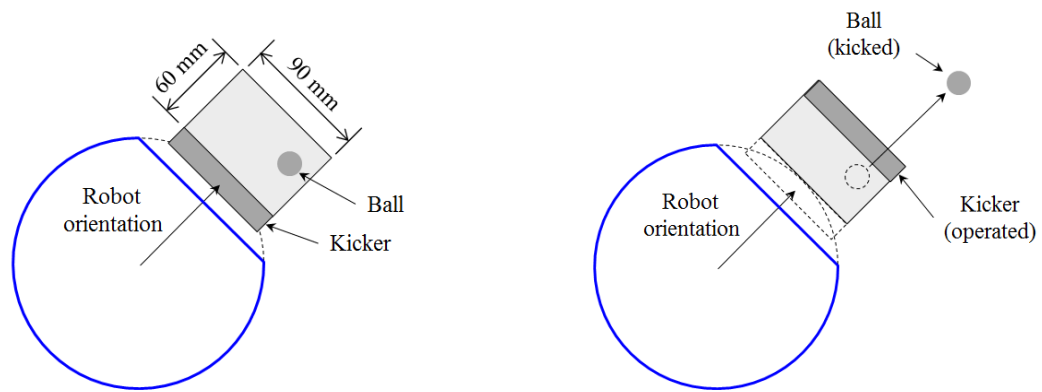 60 mm
90 mm
Robot
orientation
Ball
Kicker
Ball
(kicked)
Robot
orientation
Kicker
(operated)